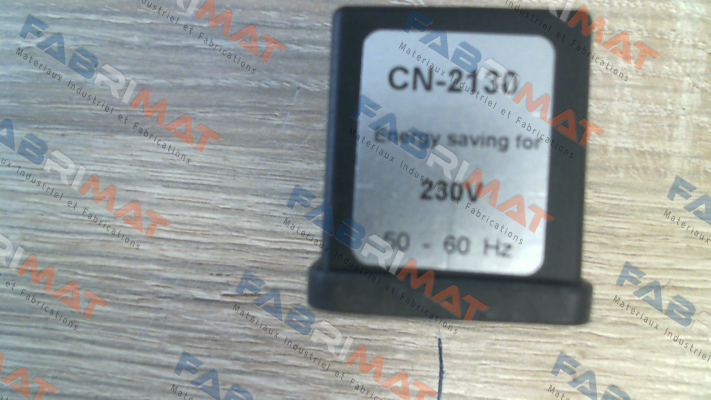 CN-2130
Energy saving for
230V
50 - 60 Hz
FABRIMAT
Materiaux Industriel et Fabrications